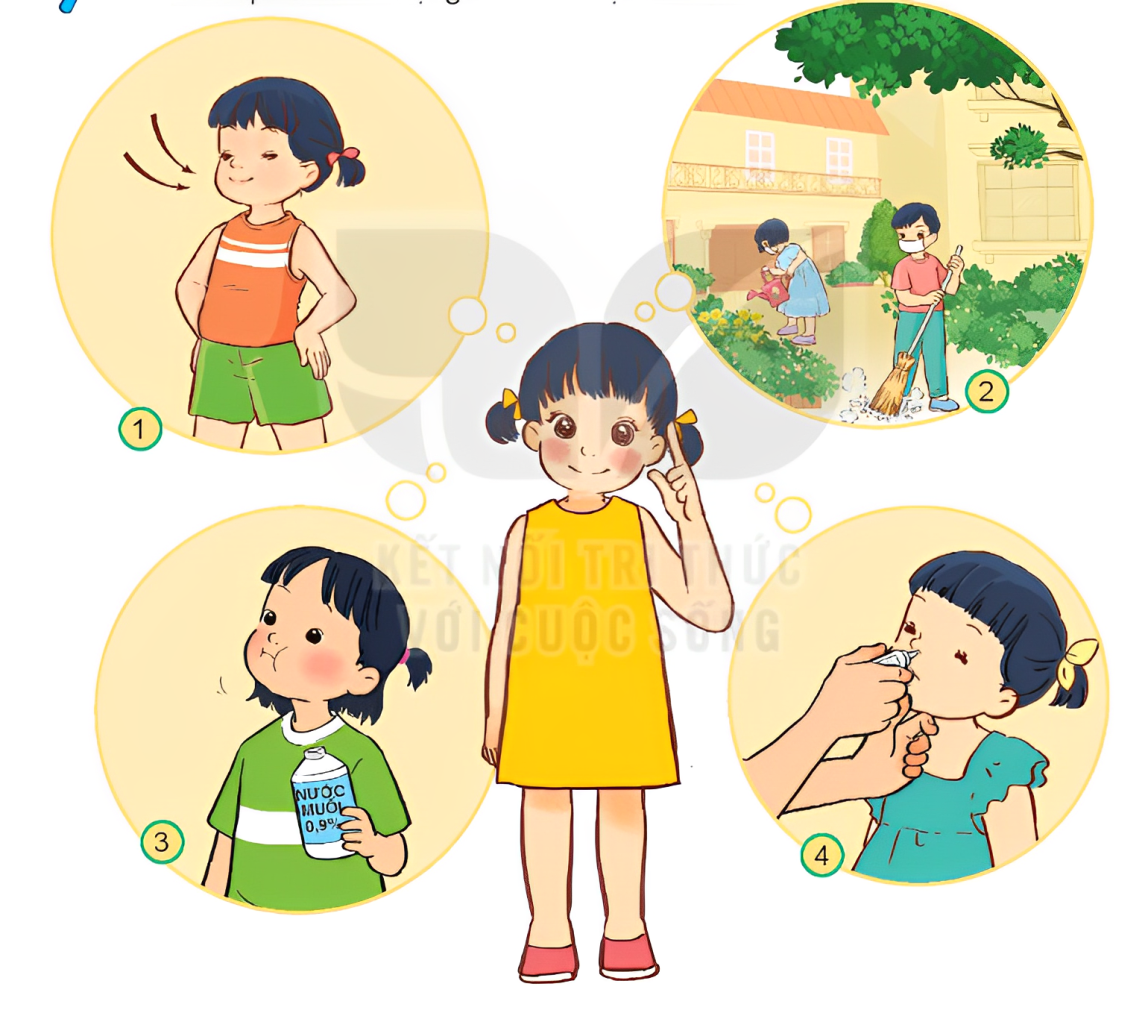 1
2
KẾT NỐI TRI THỨC
VỚI CUỘC SỐNG
NƯỚC
MUỐI
0,9%
3
4